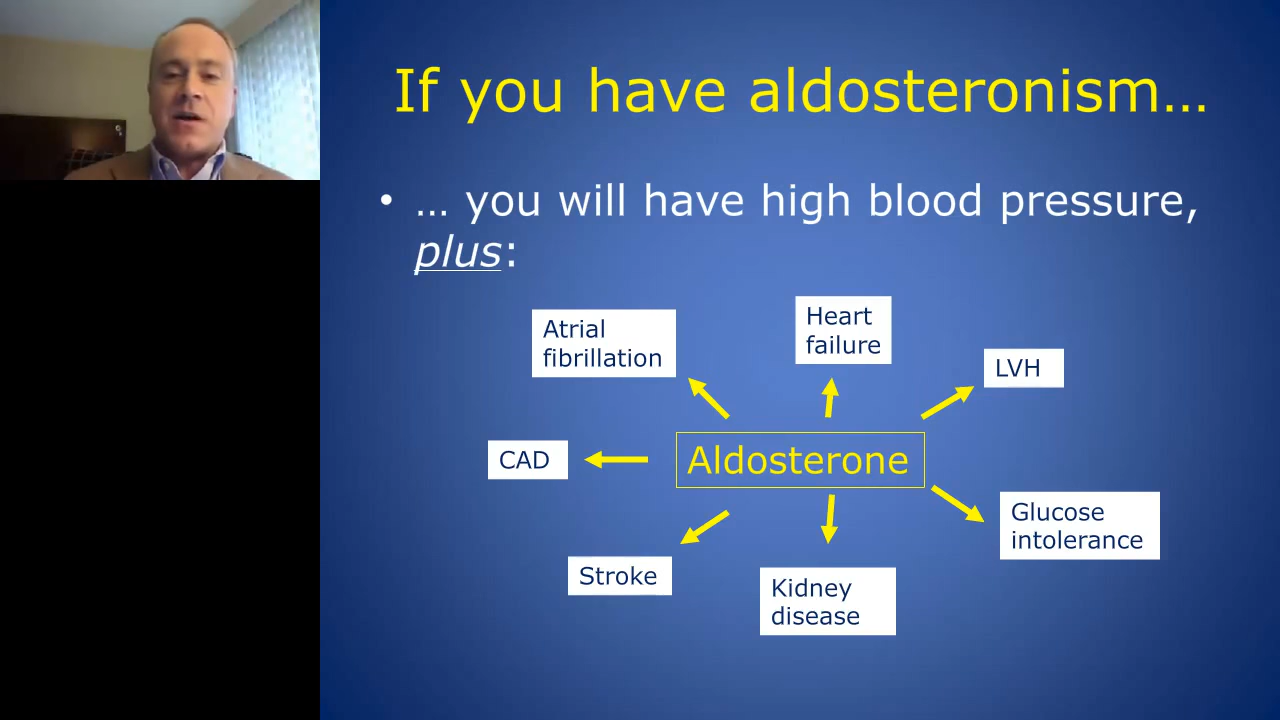 If you have aldosteronism…
• … you will have high blood pressure,
plus:
Atrial
fibrillation
Heart
failure
LVH
CAD
Aldosterone
Glucose
intolerance
Stroke
Kidney
disease